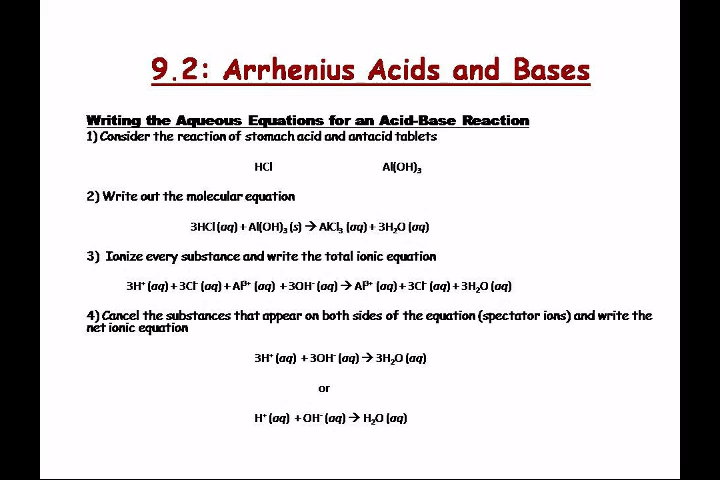 9.2: Arrhenius Acids and Bases
Writing the Aqueous Equations for an Acid-Base Reaction
1) Consider the reaction of stomach acid and antacid tablets
HCl Al(OH)₃
2) Write out the molecular equation
3HCl (aq) + Al(OH)₃ (s) → AlCl₃ (aq) + 3H₂O (aq)
3) Ionize every substance and write the total ionic equation
3H⁺ (aq) + 3Cl⁻ (aq) + Al³⁺ (aq) + 3OH⁻ (aq) → Al³⁺ (aq) + 3Cl⁻ (aq) + 3H₂O (aq)
4) Cancel the substances that appear on both sides of the equation (spectator ions) and write the
net ionic equation
3H⁺ (aq) + 3OH⁻ (aq) → 3H₂O (aq)
or
H⁺ (aq) + OH⁻ (aq) → H₂O (aq)